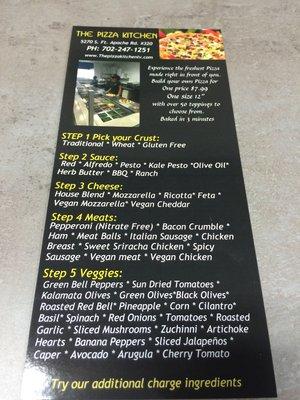 THE PIZZA KITCHEN
5270 S. Ft. Apache Rd. #320
PH: 702-247-1251
www.Thepizzakitchenlv.com
Experience the freshest Pizza
made right in front of you.
Build your own Pizza for
One price $7.99
One size 12"
with over 50 toppings to
choose from.
Baked in 3 minutes
STEP 1 Pick your Crust:
Traditional * Wheat * Gluten Free
Step 2 Sauce:
Red * Alfredo * Pesto * Kale Pesto *Olive Oil*
Herb Butter * BBQ * Ranch
Step 3 Cheese:
House Blend * Mozzarella * Ricotta* Feta *
Vegan Mozzarella* Vegan Cheddar
Step 4 Meats:
Pepperoni (Nitrate Free) * Bacon Crumble *
Ham * Meat Balls * Italian Sausage * Chicken
Breast * Sweet Sriracha Chicken * Spicy
Sausage * Vegan meat * Vegan Chicken
Step 5 Veggies:
Green Bell Peppers * Sun Dried Tomatoes *
Kalamata Olives * Green Olives*Black Olives*
Roasted Red Bell* Pineapple * Corn * Cilantro*
Basil* Spinach * Red Onions * Tomatoes * Roasted
Garlic * Sliced Mushrooms * Zuchinni * Artichoke
Hearts * Banana Peppers * Sliced Jalapeños *
Caper * Avocado * Arugula * Cherry Tomato
Try our additional charge ingredients